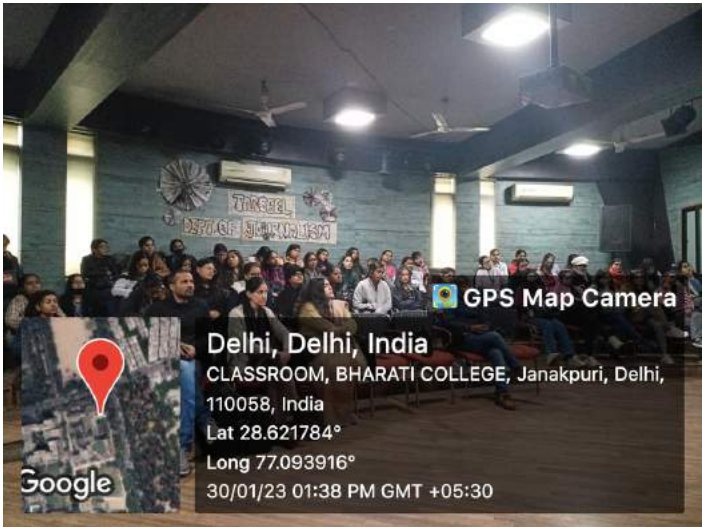 TARSEEL
DEPT. OF JOURNALISM
GPS Map Camera
Delhi, Delhi, India
CLASSROOM, BHARATI COLLEGE, Janakpuri, Delhi,
110058, India
Lat 28.621784°
Long 77.093916°
30/01/23 01:38 PM GMT +05:30
Google